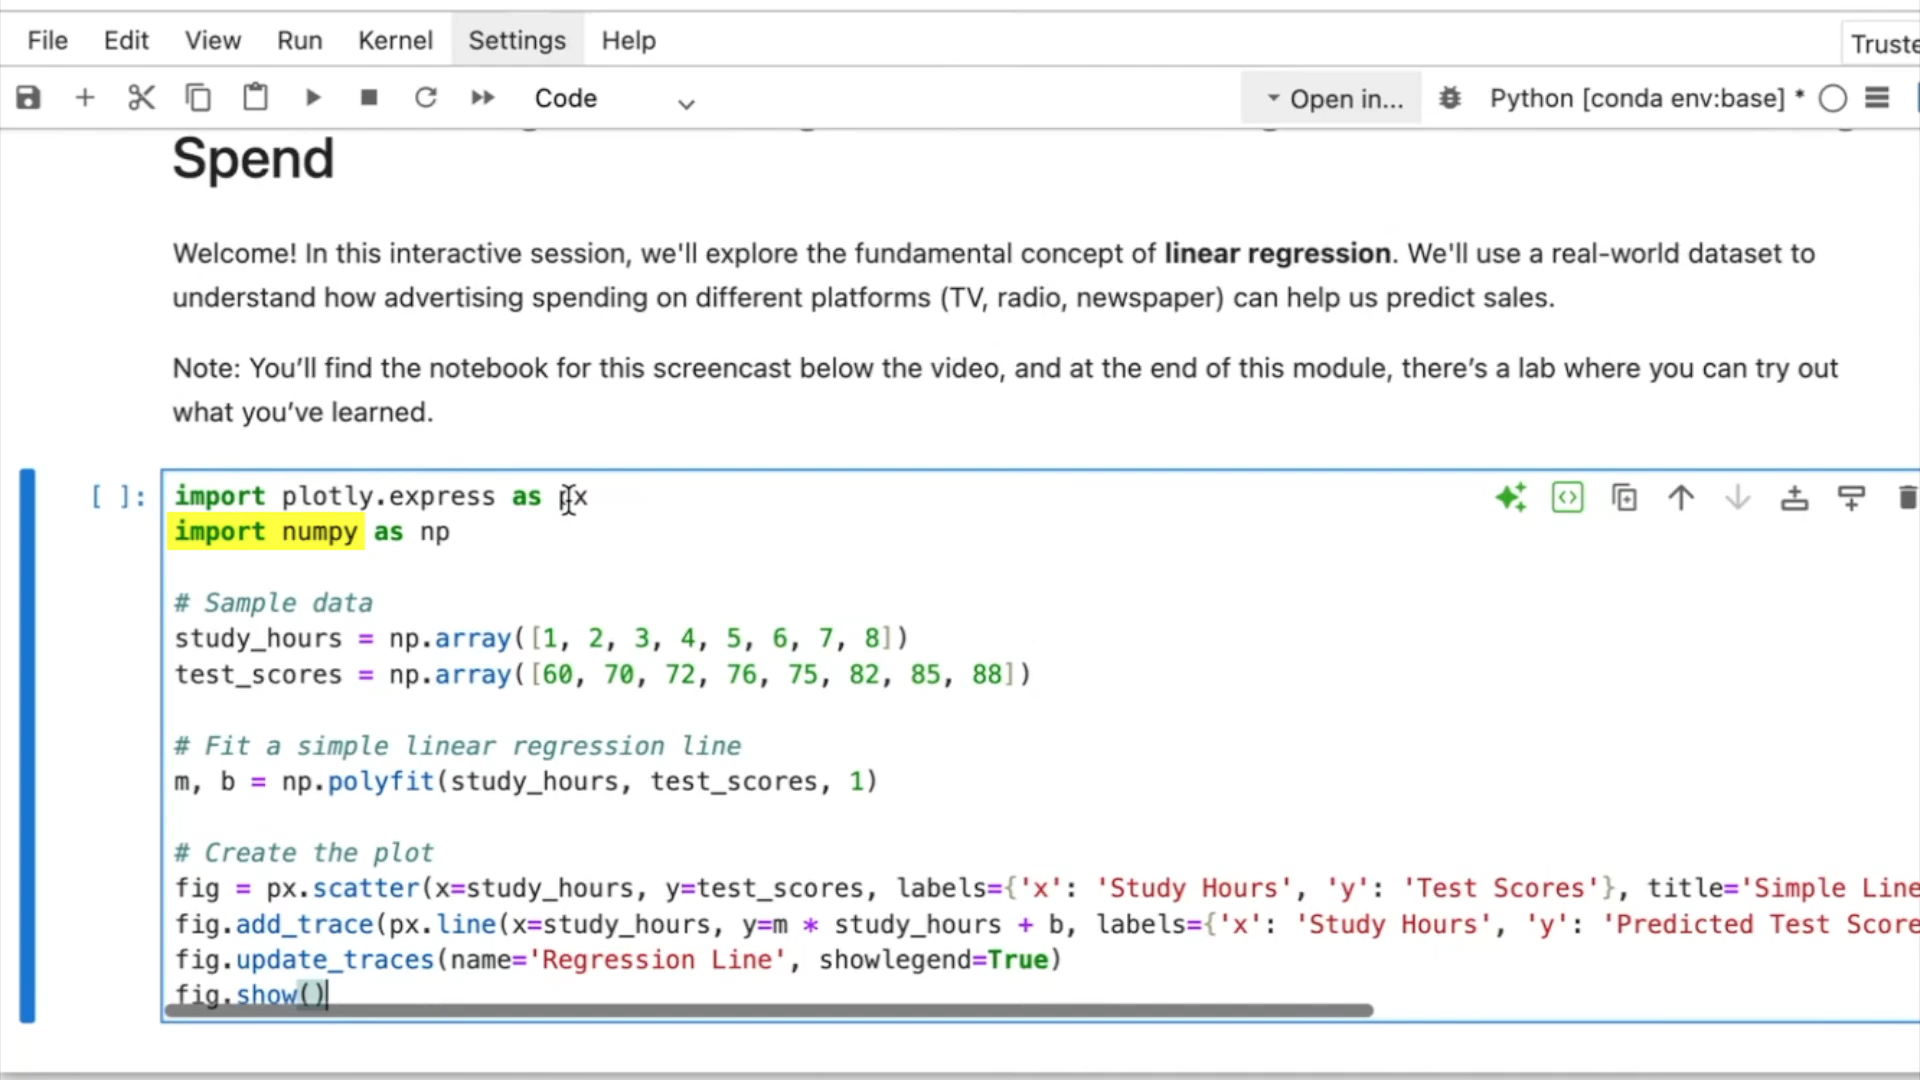 File Edit View Run Kernel Settings Help
Truste
Code Open in... Python [conda env:base] *
Spend
Welcome! In this interactive session, we'll explore the fundamental concept of linear regression. We'll use a real-world dataset to
understand how advertising spending on different platforms (TV, radio, newspaper) can help us predict sales.
Note: You’ll find the notebook for this screencast below the video, and at the end of this module, there’s a lab where you can try out
what you’ve learned.
[ ]: import plotly.express as px
import numpy as np
# Sample data
study_hours = np.array([1, 2, 3, 4, 5, 6, 7, 8])
test_scores = np.array([60, 70, 72, 76, 75, 82, 85, 88])
# Fit a simple linear regression line
m, b = np.polyfit(study_hours, test_scores, 1)
# Create the plot
fig = px.scatter(x=study_hours, y=test_scores, labels={'x': 'Study Hours', 'y': 'Test Scores'}, title='Simple Line
fig.add_trace(px.line(x=study_hours, y=m * study_hours + b, labels={'x': 'Study Hours', 'y': 'Predicted Test Score
fig.update_traces(name='Regression Line', showlegend=True)
fig.show()